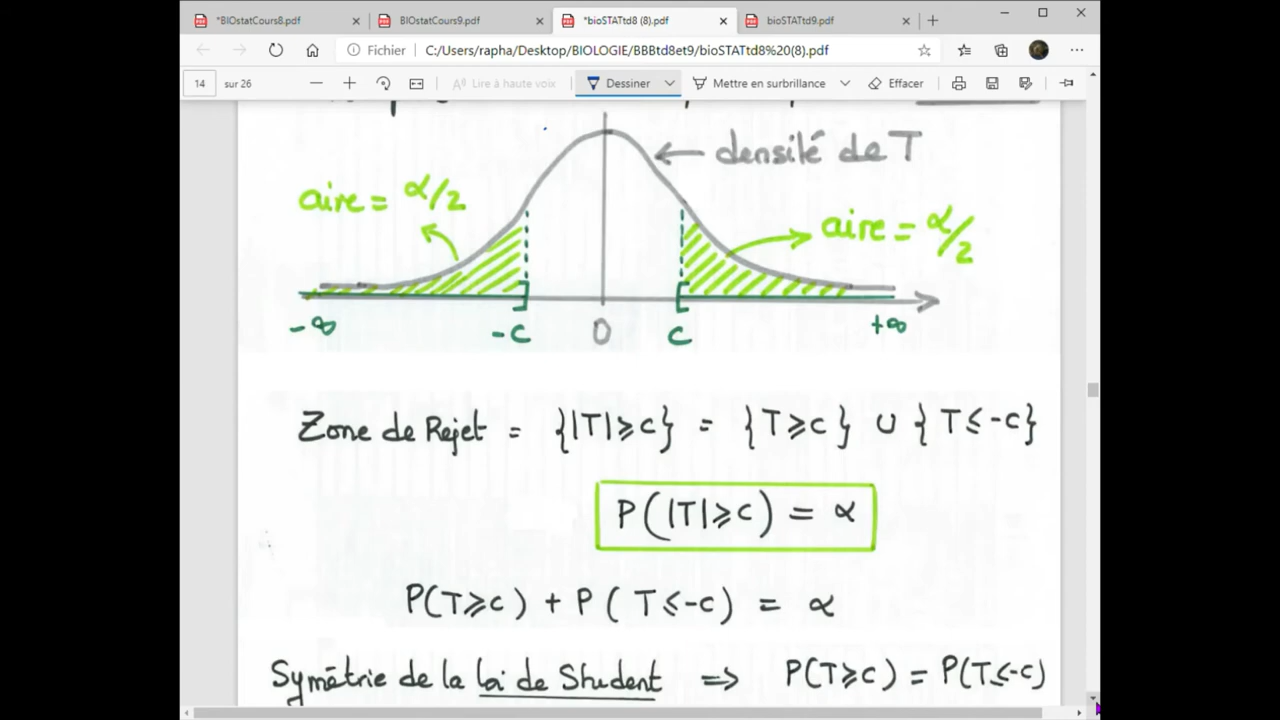 *BIOstatCours8.pdf
BIOstatCours9.pdf
*bioSTATtd8 (8).pdf
bioSTATtd9.pdf
Fichier
C:/Users/rapha/Desktop/BIOLOGIE/BBBtd8et9/bioSTATtd8%20(8).pdf
14 sur 26
Lire à haute voix
Dessiner
Mettre en surbrillance
Effacer
densité de T
aire = α/2
aire = α/2
-∞ -c 0 c +∞
Zone de Rejet = {|T|⩾c} = {T⩾c} ∪ {T⩽-c}
P(|T|⩾c) = α
P(T⩾c) + P(T⩽-c) = α
Symétrie de la loi de Student ⟹ P(T⩾c) = P(T⩽-c)